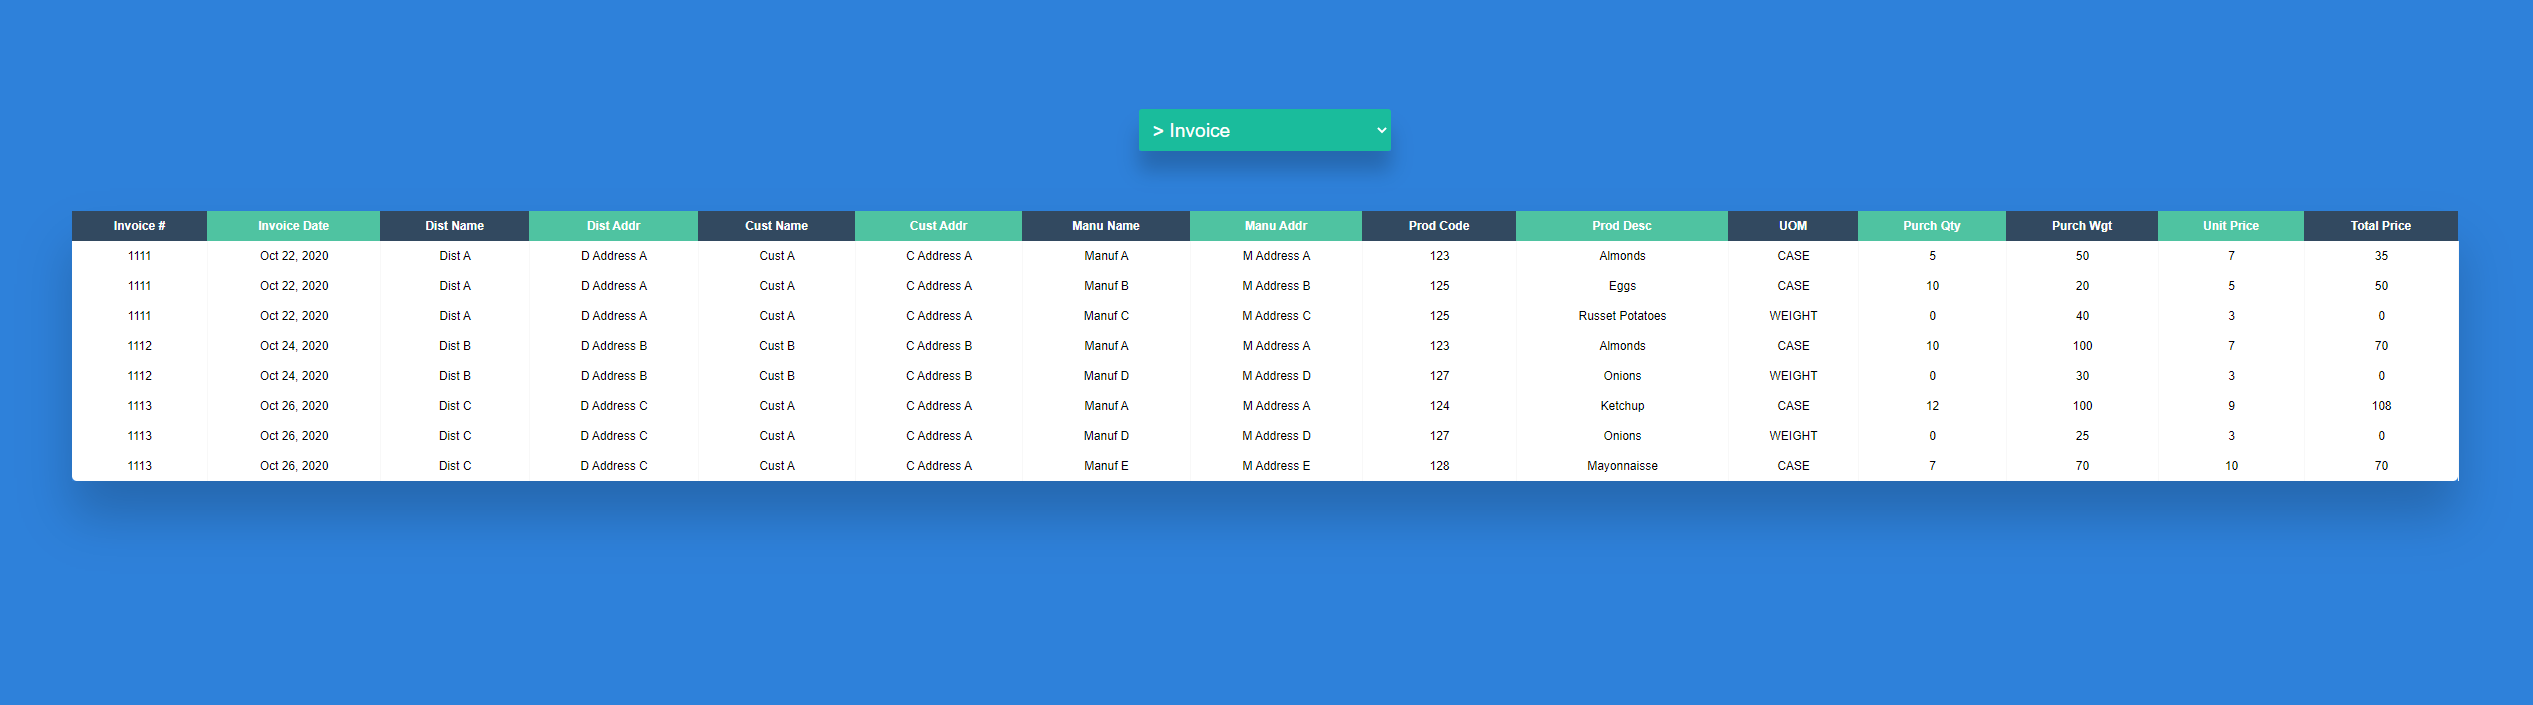 > Invoice
Invoice # Invoice Date Dist Name Dist Addr Cust Name Cust Addr Manu Name Manu Addr Prod Code Prod Desc UOM Purch Qty Purch Wgt Unit Price Total Price
1111 Oct 22, 2020 Dist A D Address A Cust A C Address A Manuf A M Address A 123 Almonds CASE 5 50 7 35
1111 Oct 22, 2020 Dist A D Address A Cust A C Address A Manuf B M Address B 125 Eggs CASE 10 20 5 50
1111 Oct 22, 2020 Dist A D Address A Cust A C Address A Manuf C M Address C 125 Russet Potatoes WEIGHT 0 40 3 0
1112 Oct 24, 2020 Dist B D Address B Cust B C Address B Manuf A M Address A 123 Almonds CASE 10 100 7 70
1112 Oct 24, 2020 Dist B D Address B Cust B C Address B Manuf D M Address D 127 Onions WEIGHT 0 30 3 0
1113 Oct 26, 2020 Dist C D Address C Cust A C Address A Manuf A M Address A 124 Ketchup CASE 12 100 9 108
1113 Oct 26, 2020 Dist C D Address C Cust A C Address A Manuf D M Address D 127 Onions WEIGHT 0 25 3 0
1113 Oct 26, 2020 Dist C D Address C Cust A C Address A Manuf E M Address E 128 Mayonnaisse CASE 7 70 10 70